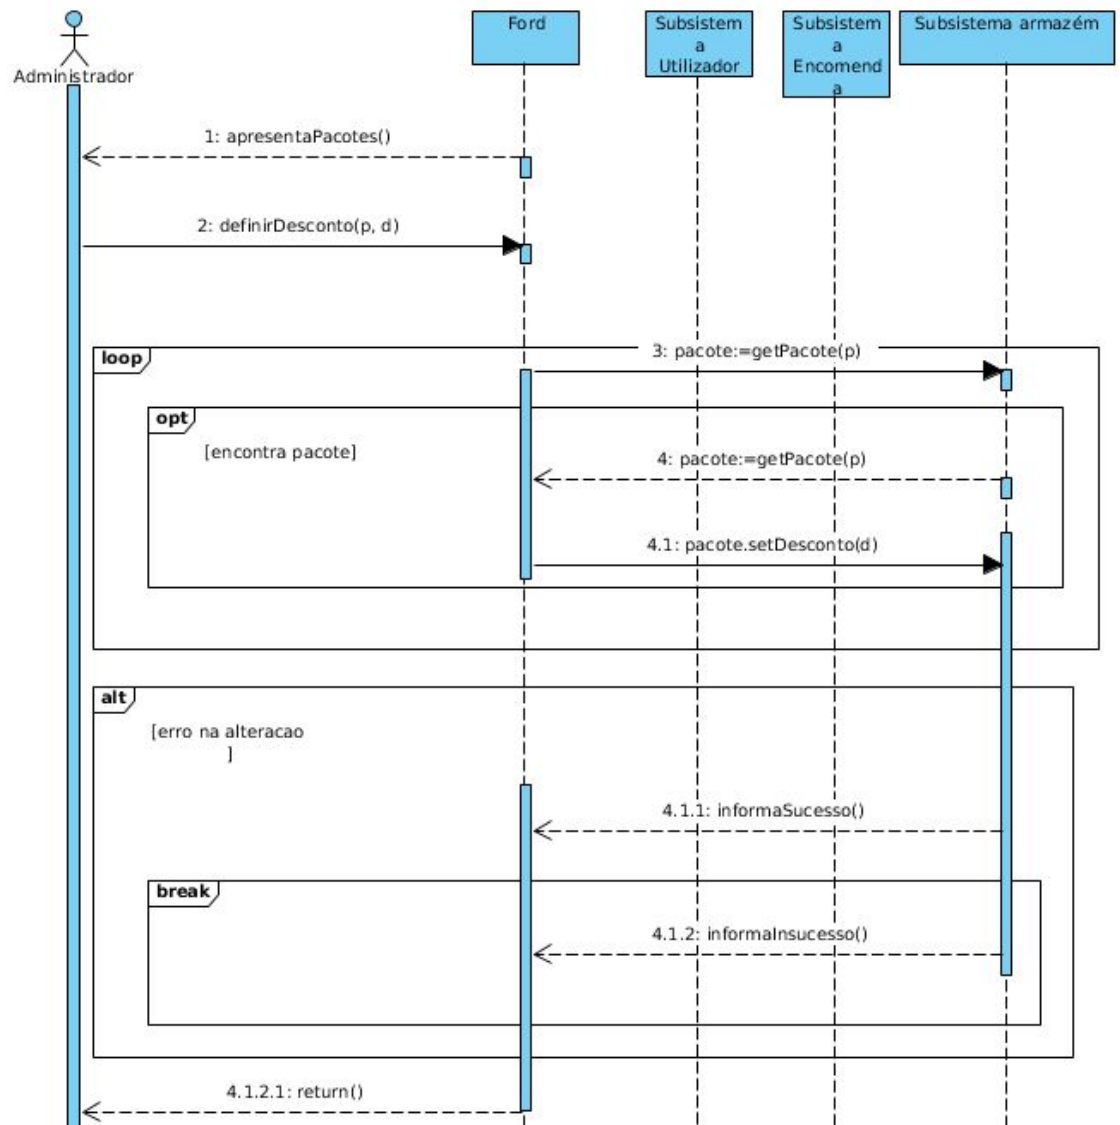 Administrador
Ford
Subsistem
a
Utilizador
Subsistem
a
Encomend
a
Subsistema armazém
1: apresentaPacotes()
2: definirDesconto(p, d)
loop
3: pacote:=getPacote(p)
opt
[encontra pacote]
4: pacote:=getPacote(p)
4.1: pacote.setDesconto(d)
alt
[erro na alteracao
]
4.1.1: informaSucesso()
break
4.1.2: informaInsucesso()
4.1.2.1: return()